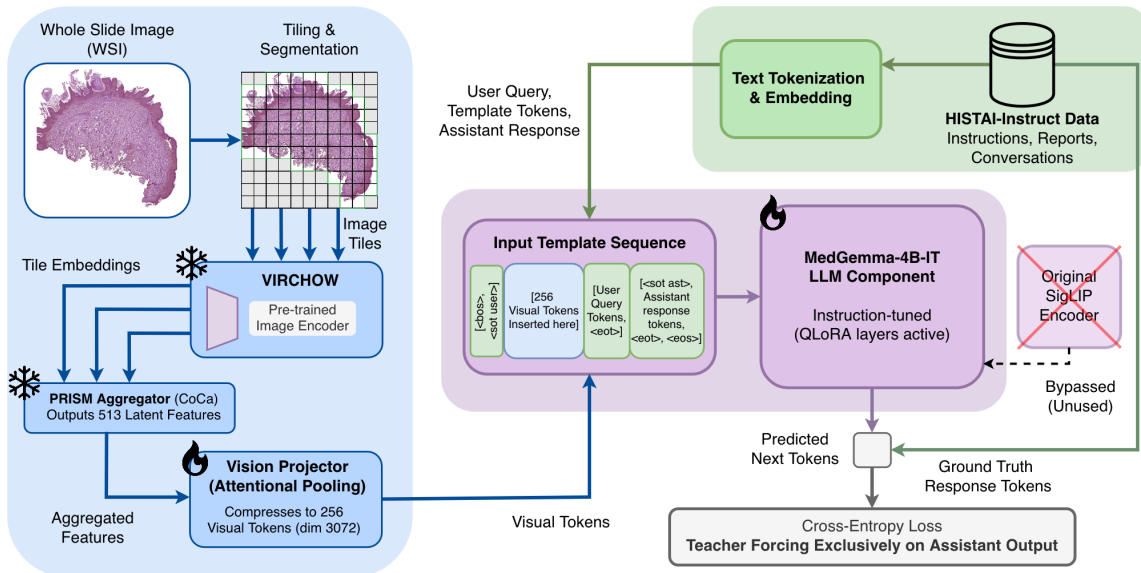 Whole Slide Image
(WSI)
Tiling &
Segmentation
Image
Tiles
Tile Embeddings
VIRCHOW
Pre-trained
Image Encoder
PRISM Aggregator (CoCa)
Outputs 513 Latent Features
Vision Projector
(Attentional Pooling)
Compresses to 256
Visual Tokens (dim 3072)
Aggregated
Features
Visual Tokens
User Query,
Template Tokens,
Assistant Response
Text Tokenization
& Embedding
HISTAI-Instruct Data
Instructions, Reports,
Conversations
Input Template Sequence
[<bos>,
<sot user>]
[256
Visual Tokens
Inserted here]
[User
Query
Tokens,
<eot>]
[<sot ast>,
Assistant
response
tokens,
<eot>, <eos>]
MedGemma-4B-IT
LLM Component
Instruction-tuned
(QLoRA layers active)
Original
SigLIP
Encoder
Bypassed
(Unused)
Predicted
Next Tokens
Ground Truth
Response Tokens
Cross-Entropy Loss
Teacher Forcing Exclusively on Assistant Output